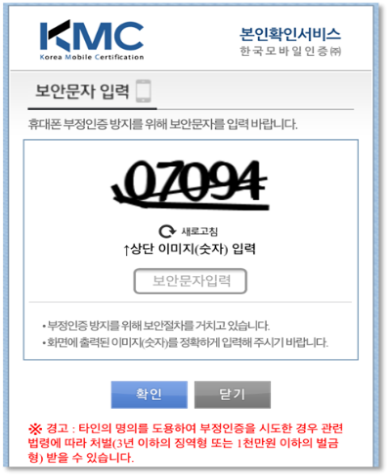 KMC
Korea Mobile Certification
본인확인서비스
한국모바일인증㈜
보안문자 입력
휴대폰 부정인증 방지를 위해 보안문자를 입력 바랍니다.
07094
새로고침
↑상단 이미지(숫자) 입력
보안문자입력
• 부정인증 방지를 위해 보안절차를 거치고 있습니다.
• 화면에 출력된 이미지(숫자)를 정확하게 입력해 주시기 바랍니다.
확인
닫기
※ 경고 : 타인의 명의를 도용하여 부정인증을 시도한 경우 관련
법령에 따라 처벌(3년 이하의 징역형 또는 1천만원 이하의 벌금
형) 받을 수 있습니다.